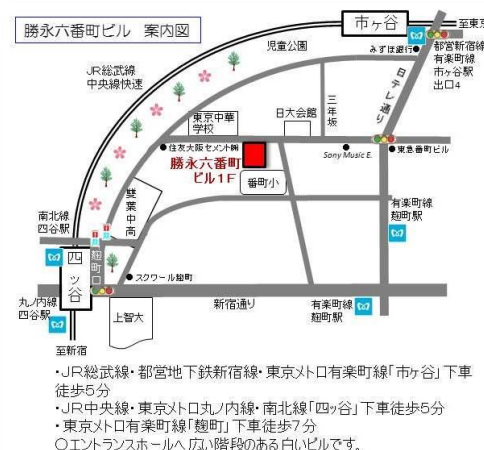 勝永六番町ビル 案内図
市ヶ谷
至東京
児童公園
みずほ銀行
都営新宿線
有楽町線
市ヶ谷駅
出口4
JR総武線
中央線快速
日テレ通り
三年坂
日大会館
東京中華
学校
住友大阪セメント㈱
勝永六番町
ビル1F
番町小
Sony Music E.
東急番町ビル
雙葉中高
南北線
四谷駅
有楽町線
麹町駅
麹町口
四ッ谷
スクワール麹町
丸ノ内線
四谷駅
上智大
新宿通り
有楽町線
麹町駅
至新宿
・JR総武線・都営地下鉄新宿線・東京メトロ有楽町線「市ヶ谷」下車
徒歩5分
・JR中央線・東京メトロ丸ノ内線・南北線「四ッ谷」下車徒歩5分
・東京メトロ有楽町線「麹町」下車徒歩7分
○エントランスホールへ広い階段のある白いビルです。